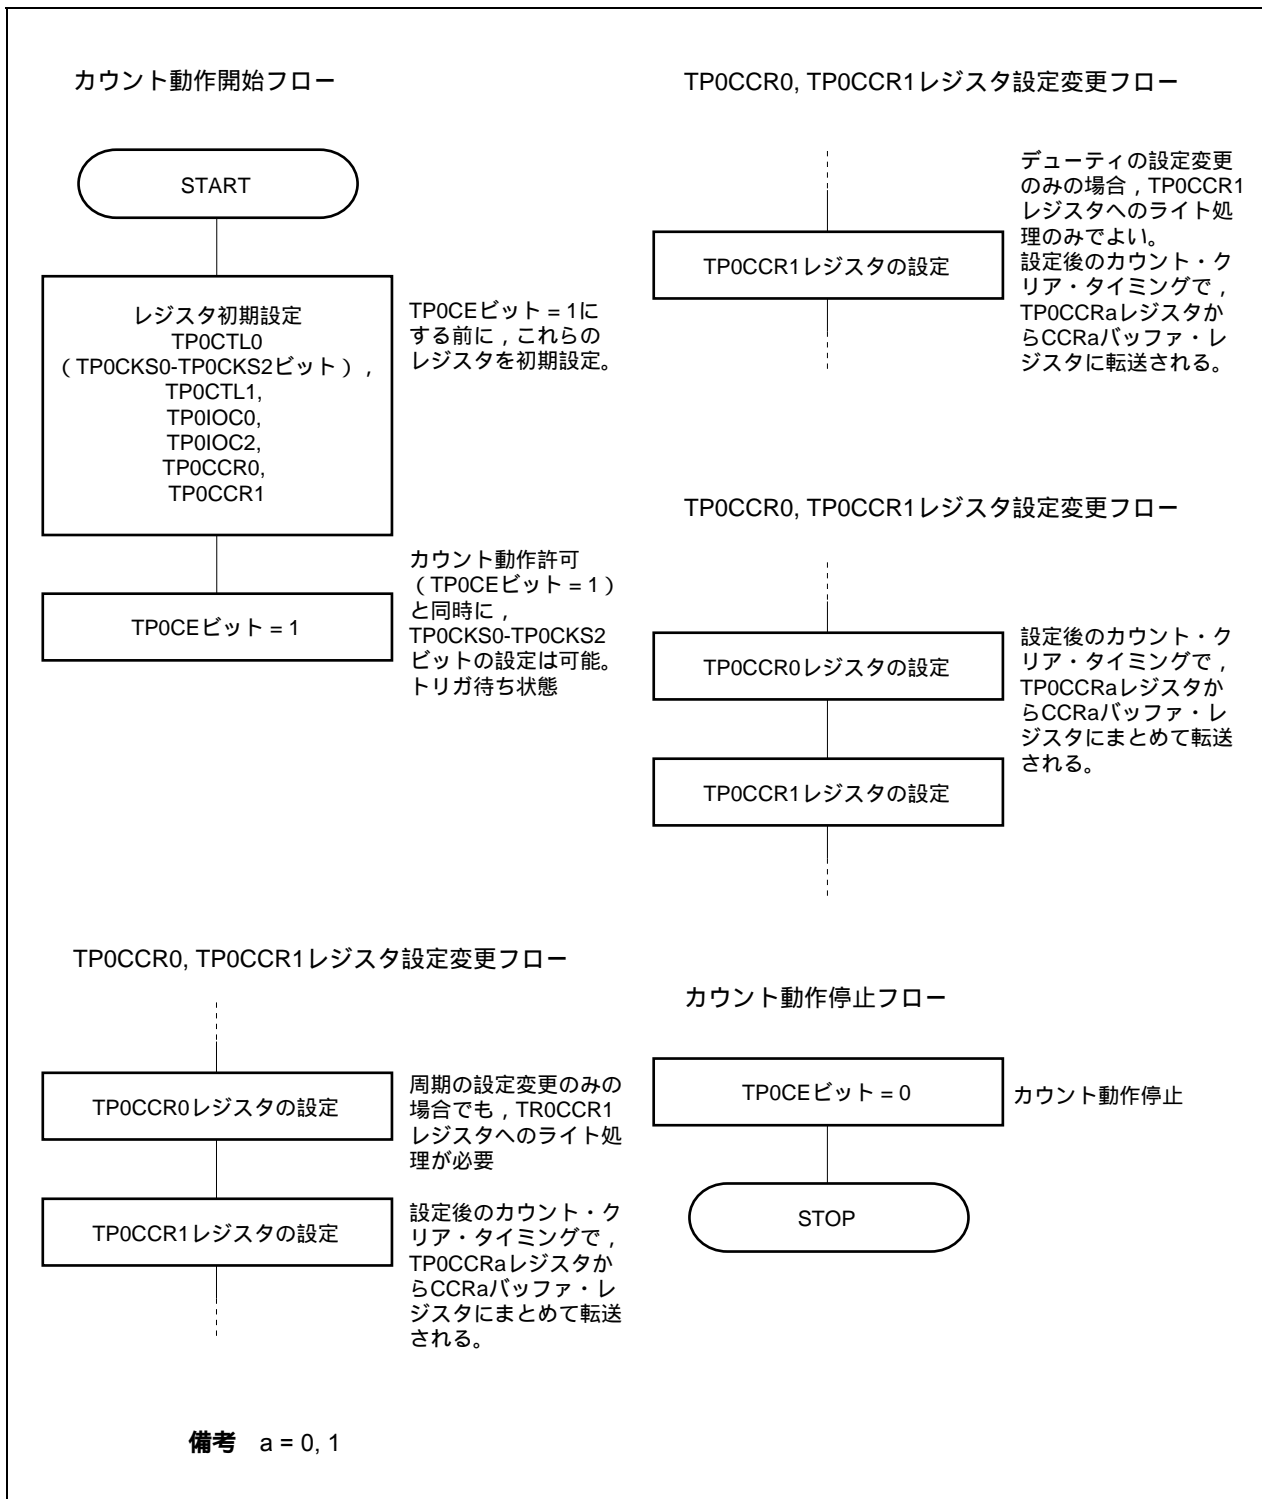 カウント動作開始フロー
START
レジスタ初期設定
TP0CTL0
（TP0CKS0-TP0CKS2ビット），
TP0CTL1,
TP0IOC0,
TP0IOC2,
TP0CCR0,
TP0CCR1
TP0CEビット = 1に
する前に，これらの
レジスタを初期設定。
TP0CEビット = 1
カウント動作許可
（TP0CEビット = 1）
と同時に，
TP0CKS0-TP0CKS2
ビットの設定は可能。
トリガ待ち状態
TP0CCR0, TP0CCR1レジスタ設定変更フロー
TP0CCR0レジスタの設定
周期の設定変更のみの
場合でも，TR0CCR1
レジスタへのライト処
理が必要
TP0CCR1レジスタの設定
設定後のカウント・ク
リア・タイミングで，
TP0CCRaレジスタか
らCCRaバッファ・レ
ジスタにまとめて転送
される。
TP0CCR0, TP0CCR1レジスタ設定変更フロー
TP0CCR1レジスタの設定
デューティの設定変更
のみの場合，TP0CCR1
レジスタへのライト処
理のみでよい。
設定後のカウント・ク
リア・タイミングで，
TP0CCRaレジスタか
らCCRaバッファ・レ
ジスタに転送される。
TP0CCR0, TP0CCR1レジスタ設定変更フロー
TP0CCR0レジスタの設定
設定後のカウント・ク
リア・タイミングで，
TP0CCRaレジスタか
らCCRaバッファ・レ
ジスタにまとめて転送
される。
TP0CCR1レジスタの設定
カウント動作停止フロー
TP0CEビット = 0
カウント動作停止
STOP
備考 a = 0, 1